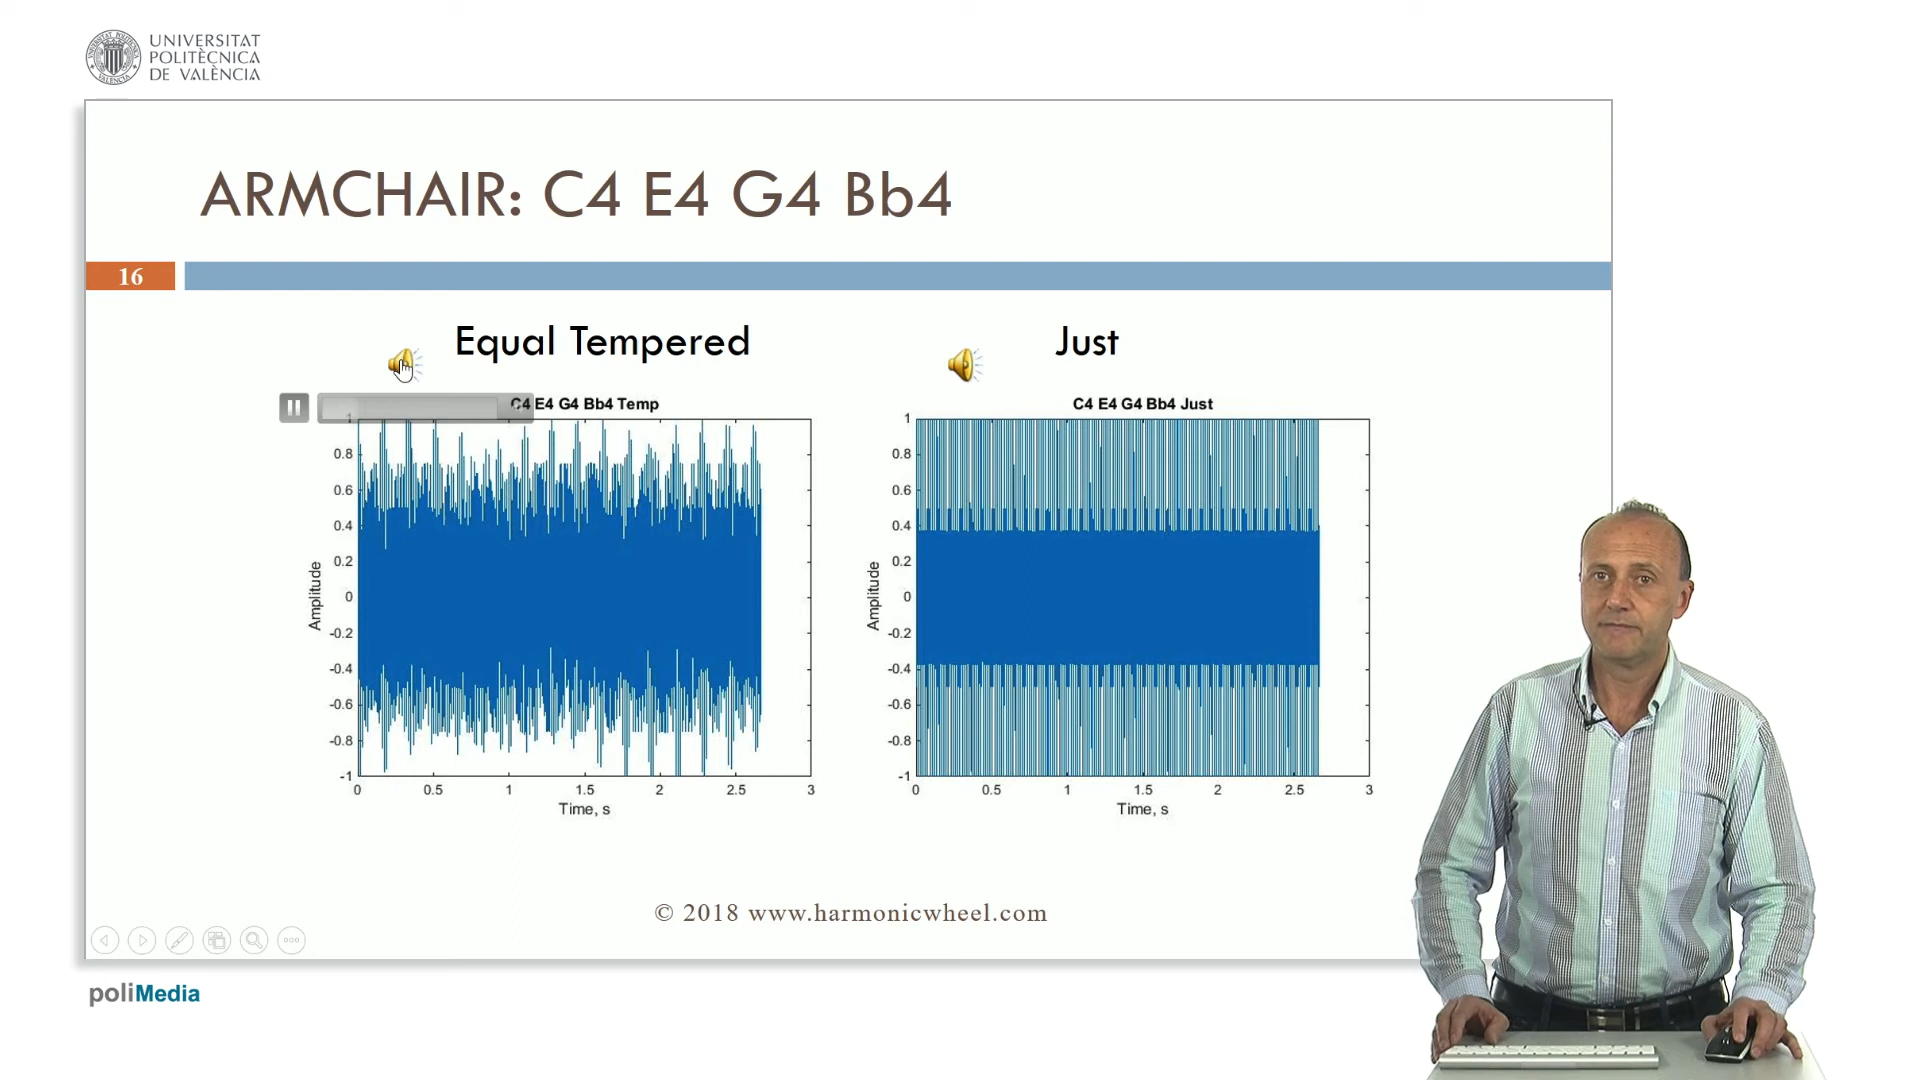 UNIVERSITAT
POLITÈCNICA
DE VALÈNCIA
ARMCHAIR: C4 E4 G4 Bb4
16
Equal Tempered
Just
C4 E4 G4 Bb4 Temp
1
0.8
0.6
0.4
0.2
0
-0.2
-0.4
-0.6
-0.8
-1
Amplitude
0 0.5 1 1.5 2 2.5 3
Time, s
C4 E4 G4 Bb4 Just
1
0.8
0.6
0.4
0.2
0
-0.2
-0.4
-0.6
-0.8
-1
Amplitude
0 0.5 1 1.5 2 2.5 3
Time, s
© 2018 www.harmonicwheel.com
poliMedia